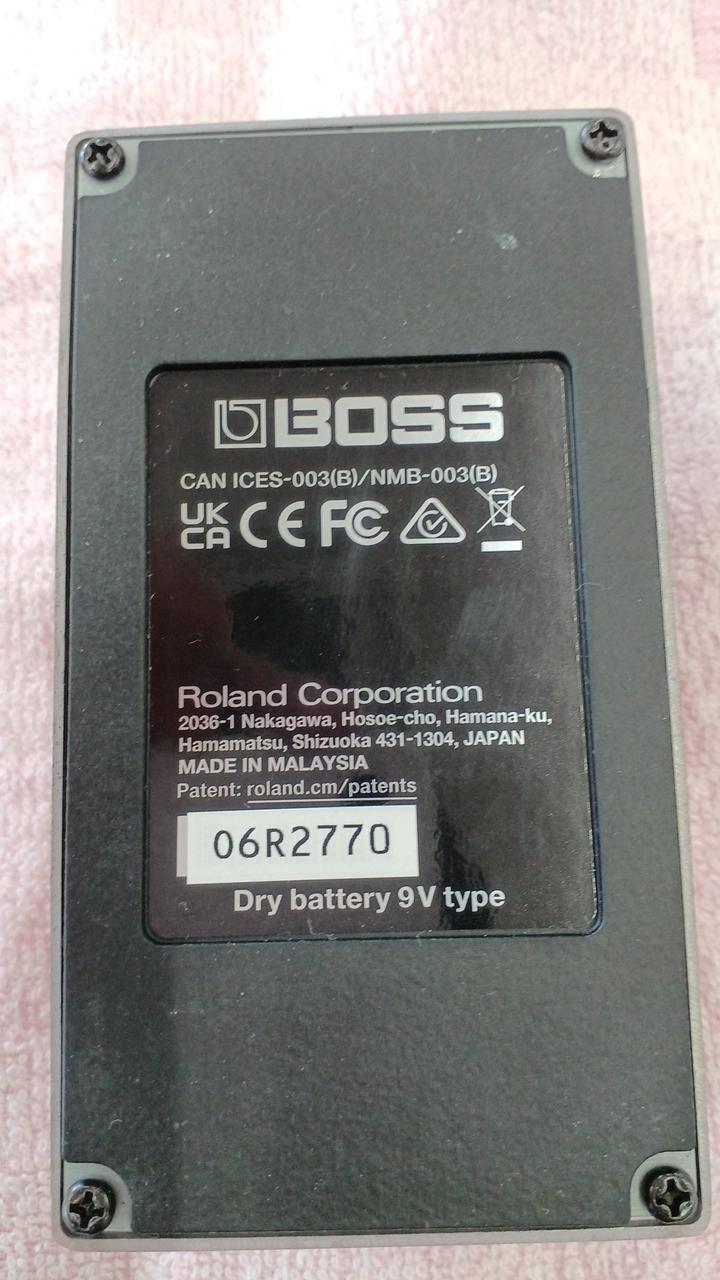 BOSS
CAN ICES-003(B)/NMB-003(B)
UK
CA CE FC
Roland Corporation
2036-1 Nakagawa, Hosoe-cho, Hamana-ku,
Hamamatsu, Shizuoka 431-1304, JAPAN
MADE IN MALAYSIA
Patent: roland.cm/patents
06R2770
Dry battery 9V type